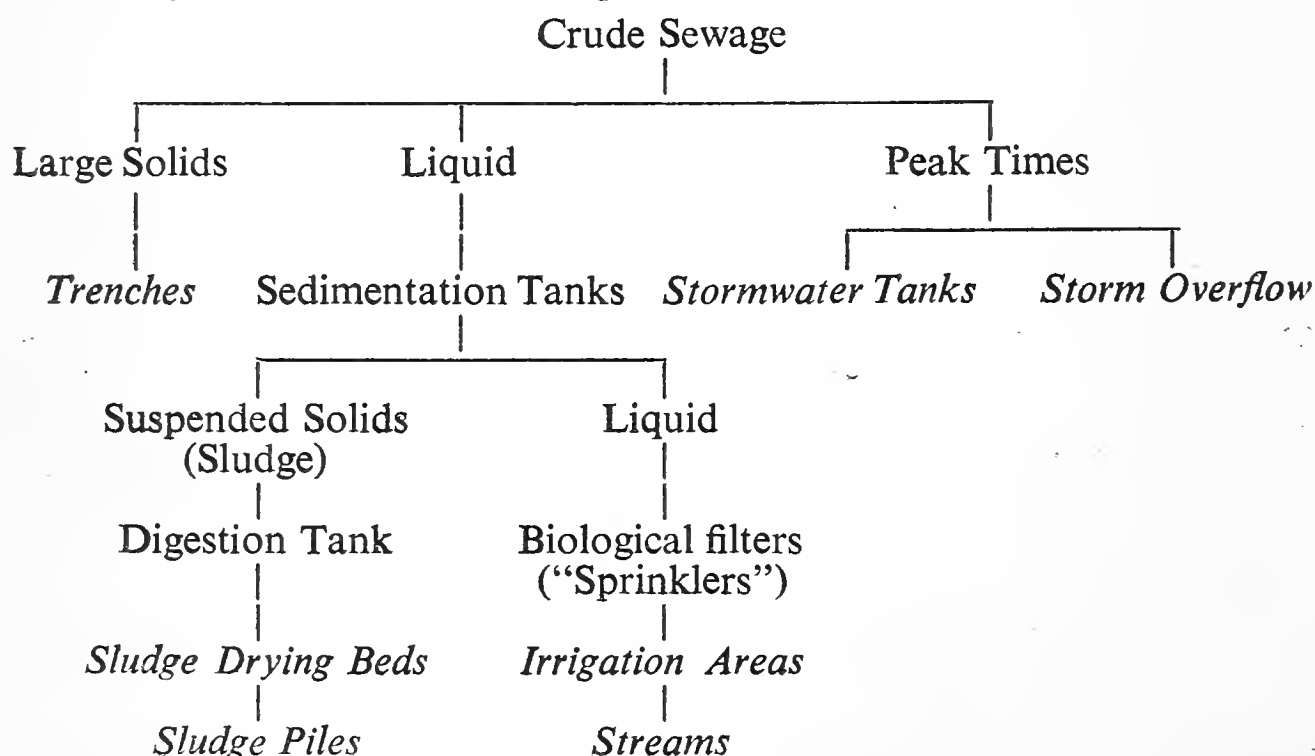 Crude Sewage
Large Solids Liquid Peak Times
Trenches Sedimentation Tanks Stormwater Tanks Storm Overflow
Suspended Solids Liquid
(Sludge)
Digestion Tank Biological filters
(“Sprinklers”)
Sludge Drying Beds Irrigation Areas
Sludge Piles Streams